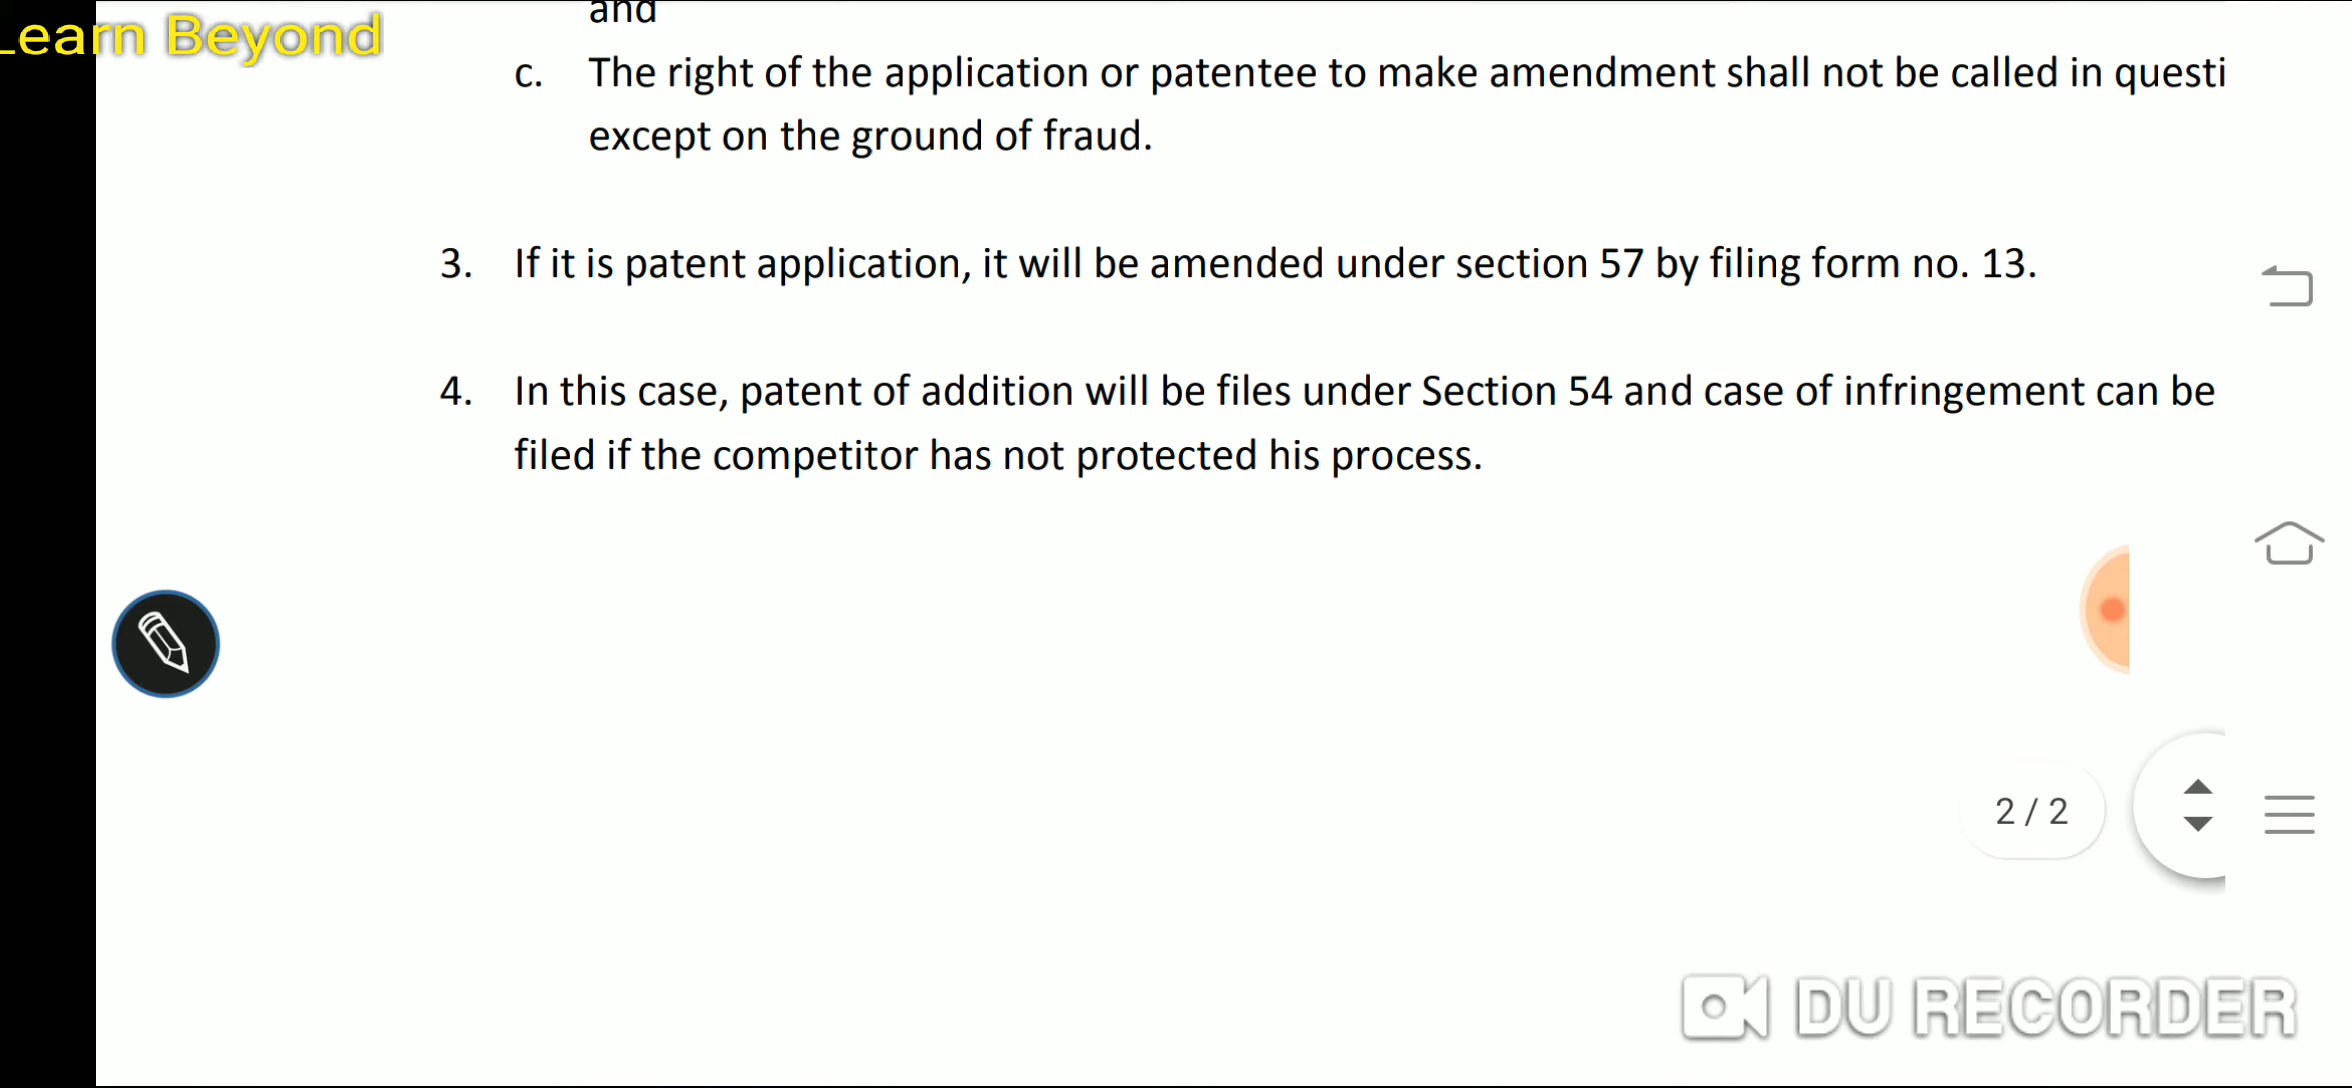 Learn Beyond
and
c. The right of the application or patentee to make amendment shall not be called in questi
except on the ground of fraud.
3. If it is patent application, it will be amended under section 57 by filing form no. 13.
4. In this case, patent of addition will be files under Section 54 and case of infringement can be
filed if the competitor has not protected his process.
2 / 2
DU RECORDER